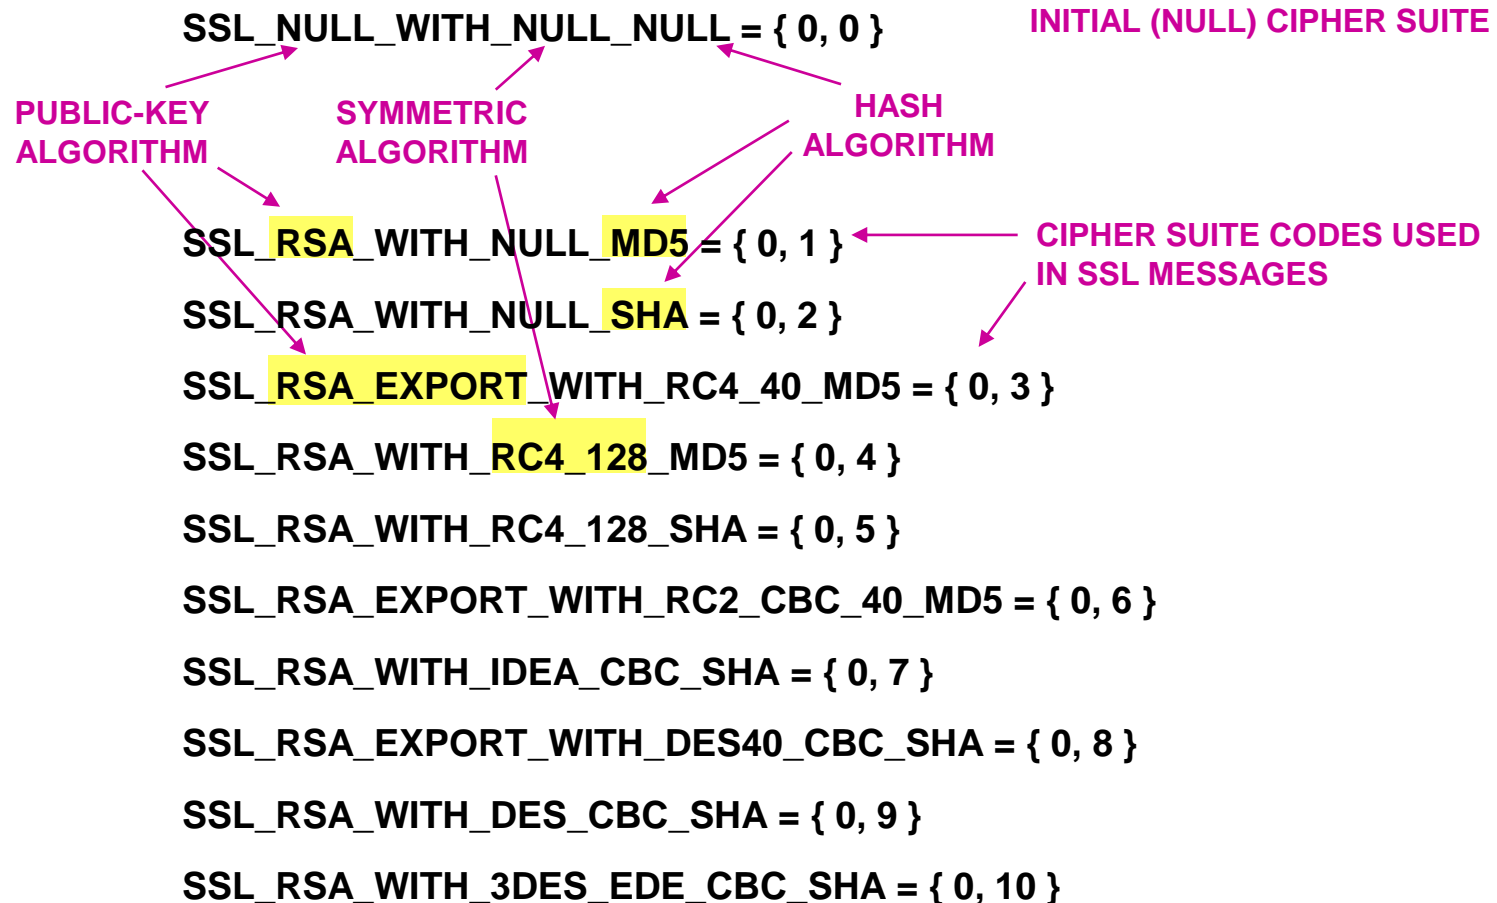 SSL_NULL_WITH_NULL_NULL = { 0, 0 }
INITIAL (NULL) CIPHER SUITE
PUBLIC-KEY
ALGORITHM
SYMMETRIC
ALGORITHM
HASH
ALGORITHM
SSL_RSA_WITH_NULL_MD5 = { 0, 1 }
CIPHER SUITE CODES USED
IN SSL MESSAGES
SSL_RSA_WITH_NULL_SHA = { 0, 2 }
SSL_RSA_EXPORT_WITH_RC4_40_MD5 = { 0, 3 }
SSL_RSA_WITH_RC4_128_MD5 = { 0, 4 }
SSL_RSA_WITH_RC4_128_SHA = { 0, 5 }
SSL_RSA_EXPORT_WITH_RC2_CBC_40_MD5 = { 0, 6 }
SSL_RSA_WITH_IDEA_CBC_SHA = { 0, 7 }
SSL_RSA_EXPORT_WITH_DES40_CBC_SHA = { 0, 8 }
SSL_RSA_WITH_DES_CBC_SHA = { 0, 9 }
SSL_RSA_WITH_3DES_EDE_CBC_SHA = { 0, 10 }